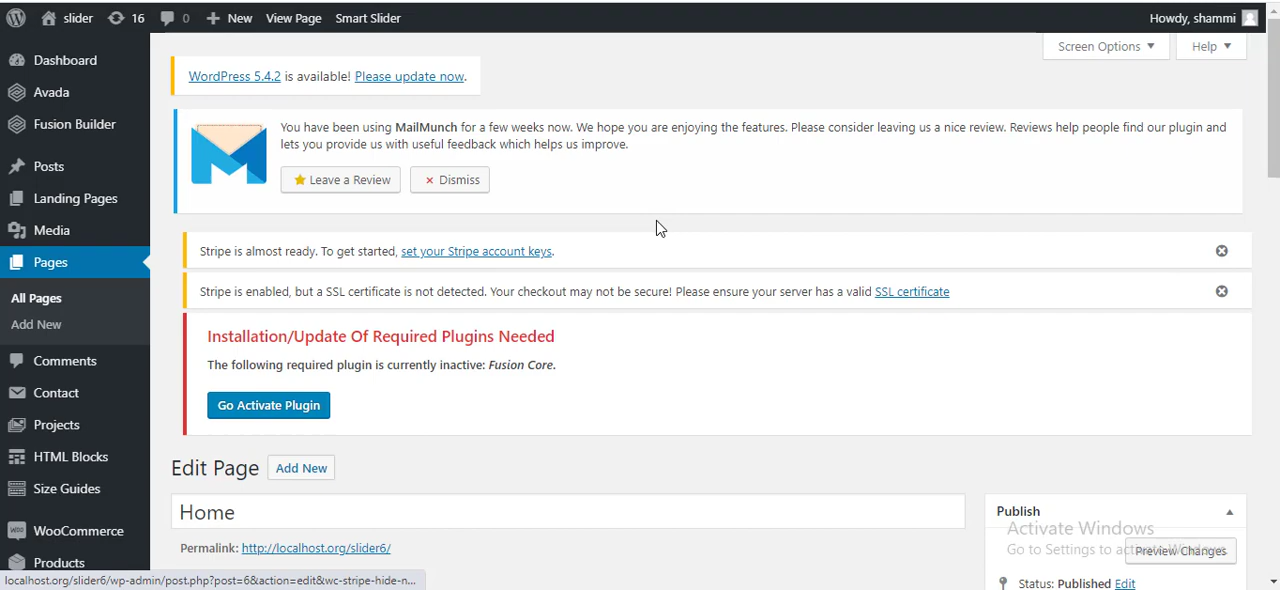 slider 16 0 New View Page Smart Slider Howdy, shammi
Screen Options Help
Dashboard
Avada
Fusion Builder
Posts
Landing Pages
Media
Pages
All Pages
Add New
Comments
Contact
Projects
HTML Blocks
Size Guides
WooCommerce
Products
WordPress 5.4.2 is available! Please update now.
You have been using MailMunch for a few weeks now. We hope you are enjoying the features. Please consider leaving us a nice review. Reviews help people find our plugin and
lets you provide us with useful feedback which helps us improve.
Leave a Review Dismiss
Stripe is almost ready. To get started, set your Stripe account keys.
Stripe is enabled, but a SSL certificate is not detected. Your checkout may not be secure! Please ensure your server has a valid SSL certificate
Installation/Update Of Required Plugins Needed
The following required plugin is currently inactive: Fusion Core.
Go Activate Plugin
Edit Page Add New
Home
Permalink: http://localhost.org/slider6/
Publish
Activate Windows
Go to Settings to activate Windows.
Preview Changes
Status: Published Edit
localhost.org/slider6/wp-admin/post.php?post=6&action=edit&wc-stripe-hide-n...